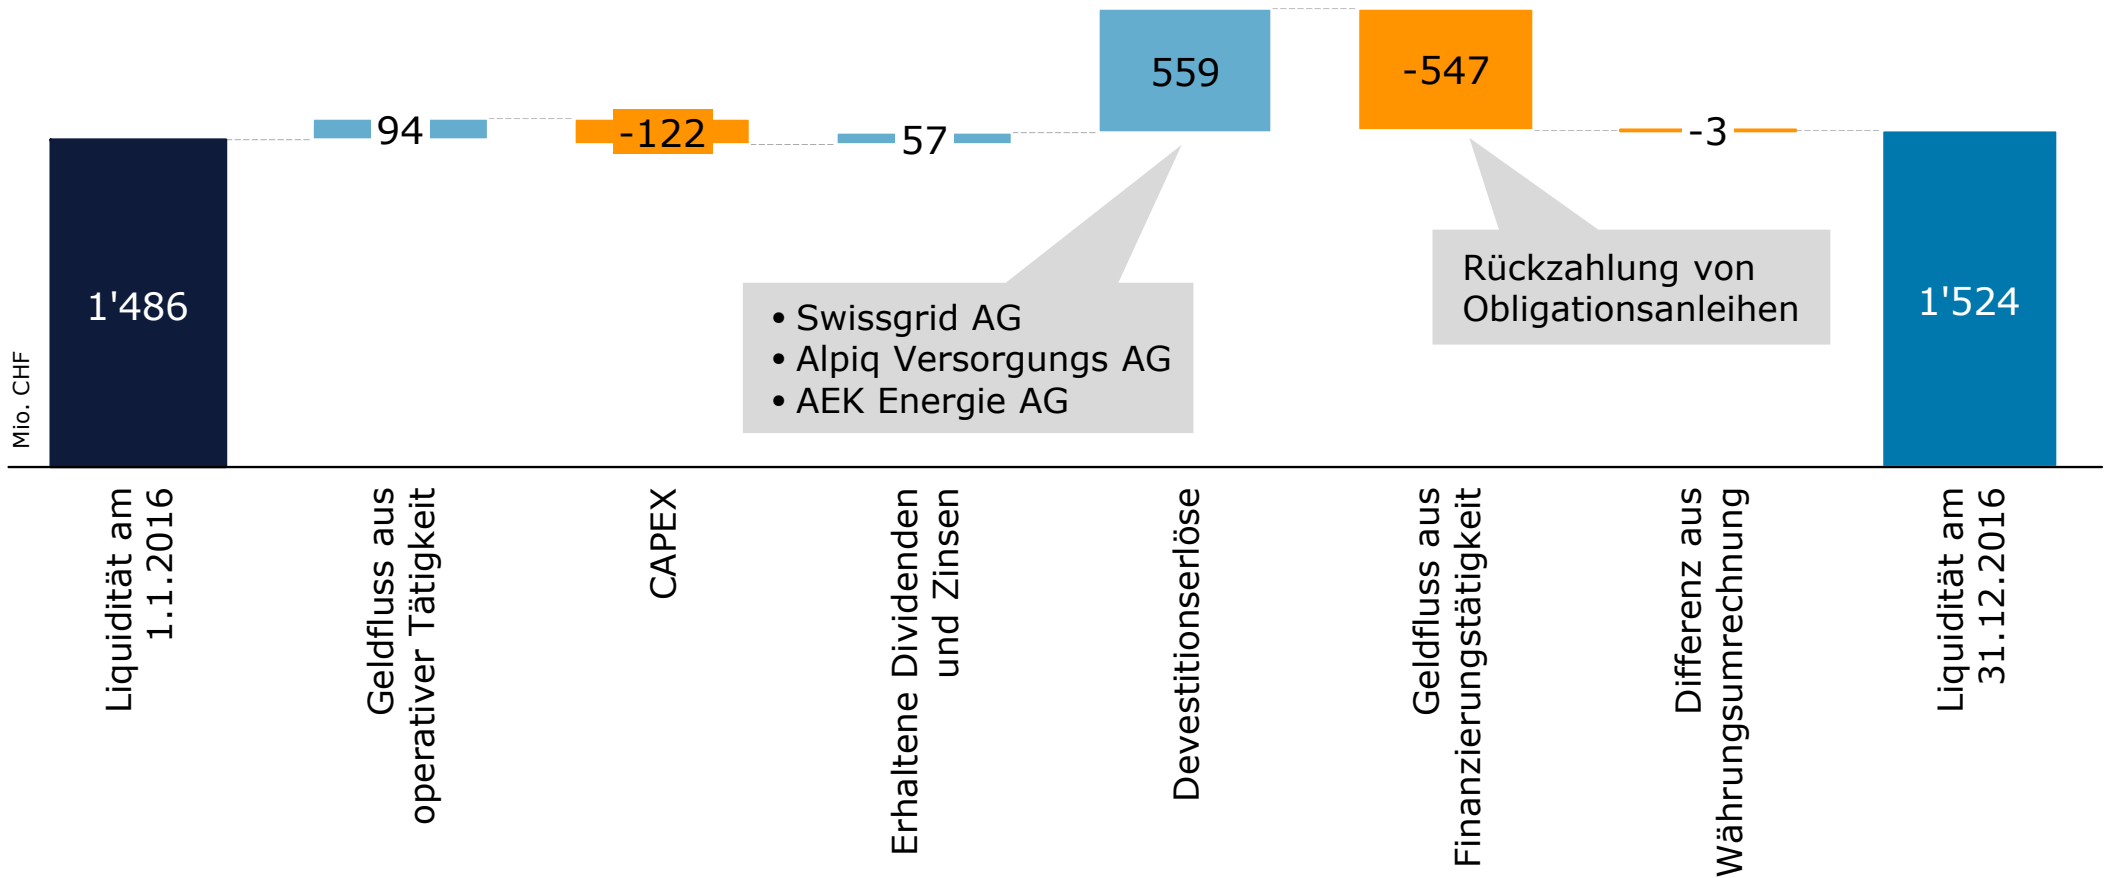 559
-547
94
-122
57
-3
1'486
1'524
Mio. CHF
• Swissgrid AG
• Alpiq Versorgungs AG
• AEK Energie AG
Rückzahlung von
Obligationsanleihen
Liquidität am
1.1.2016
Geldfluss aus
operativer Tätigkeit
CAPEX
Erhaltene Dividenden
und Zinsen
Devestitionserlöse
Geldfluss aus
Finanzierungstätigkeit
Differenz aus
Währungsumrechnung
Liquidität am
31.12.2016